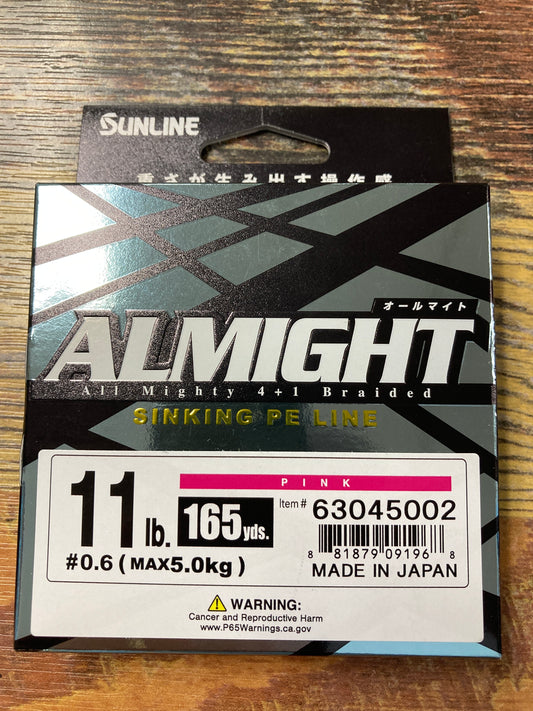 SUNLINE
重さが生み出す操作感
オールマイト
ALMIGHT
All Mighty 4+1 Braided
SINKING PE LINE
PINK
11 lb. 165yds. Item# 63045002
8 81879 09196 8
#0.6 (MAX5.0kg) MADE IN JAPAN
WARNING:
Cancer and Reproductive Harm
www.P65Warnings.ca.gov